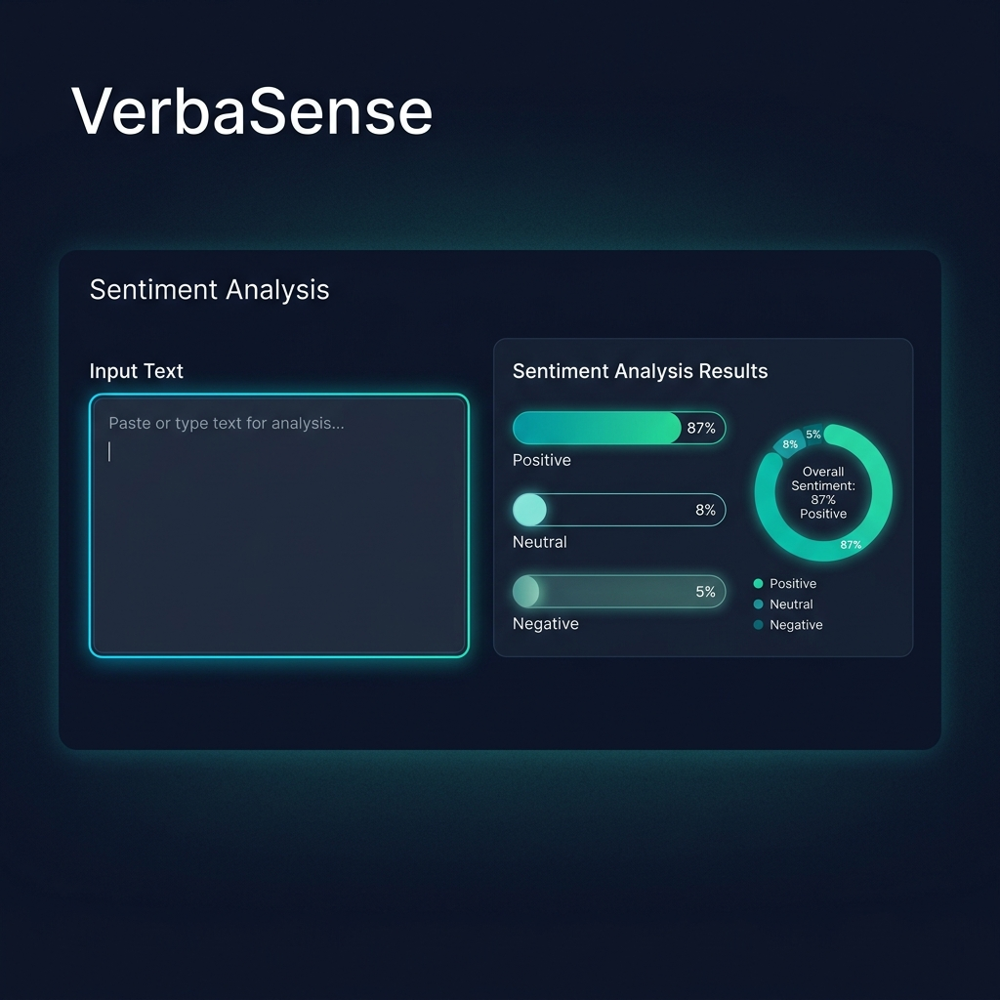 VerbaSense
Sentiment Analysis
Input Text
Paste or type text for analysis...
Sentiment Analysis Results
87%
Positive
8%
Neutral
5%
Negative
8%
5%
Overall
Sentiment:
87%
Positive
87%
Positive
Neutral
Negative